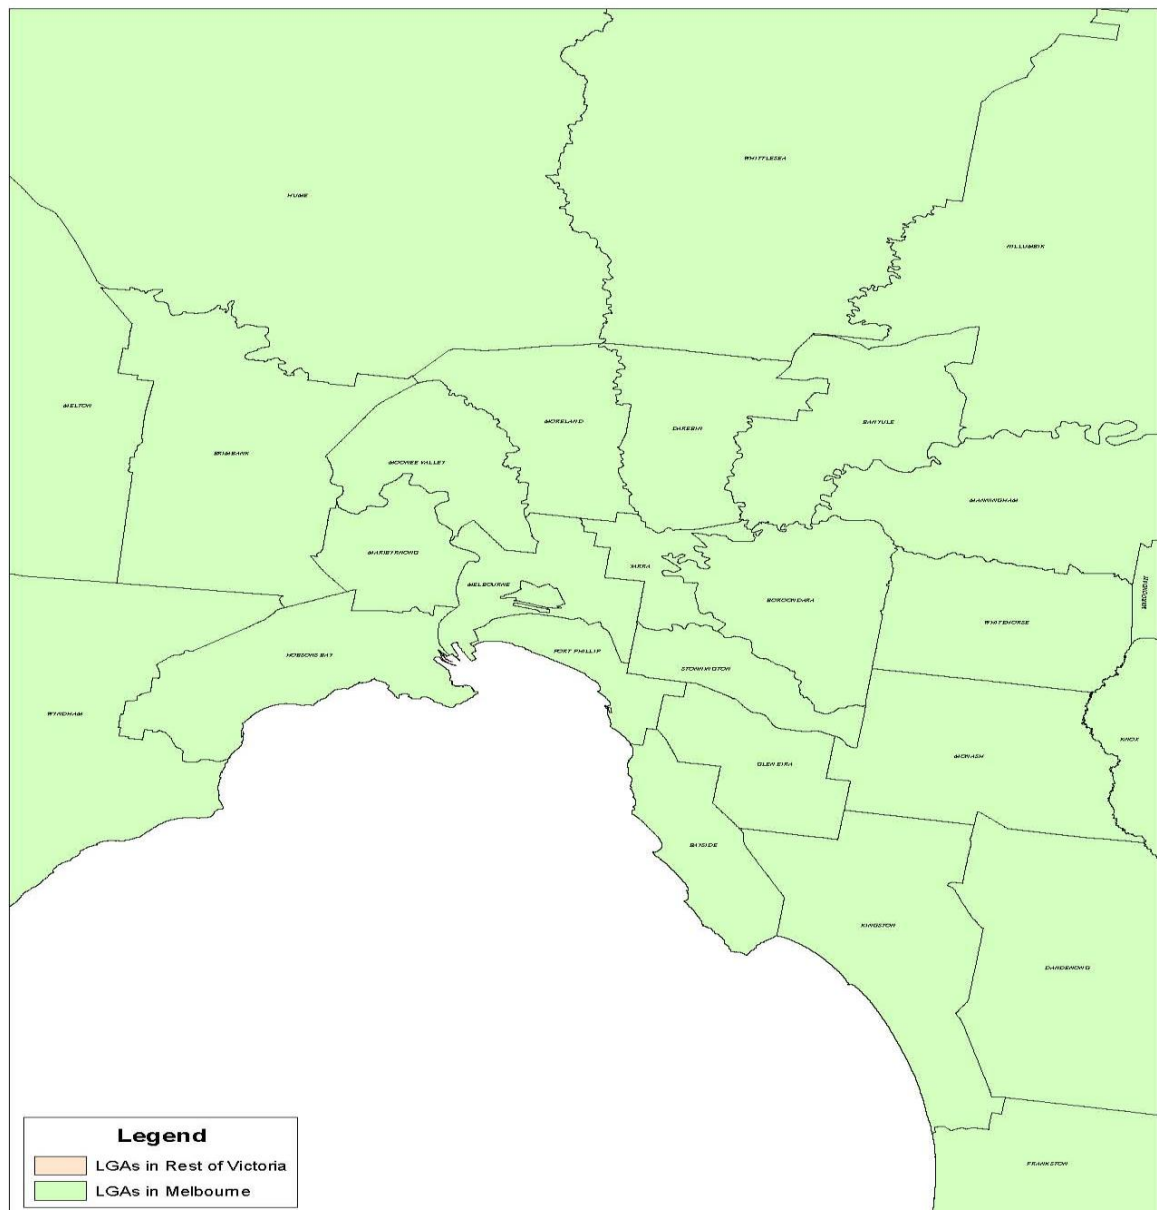 WHITTLESEA
HUME
NILLUMBIK
MELTON
MORELAND
DAREBIN
BANYULE
BRIMBANK
MOONEE VALLEY
MANNINGHAM
MARIBYRNONG
YARRA
MELBOURNE
BOROONDARA
MAROONDAH
WHITEHORSE
HOBSONS BAY
PORT PHILLIP
STONNINGTON
WYNDHAM
KNOX
GLEN EIRA
MONASH
BAYSIDE
KINGSTON
DANDENONG
FRANKSTON
Legend
LGAs in Rest of Victoria
LGAs in Melbourne